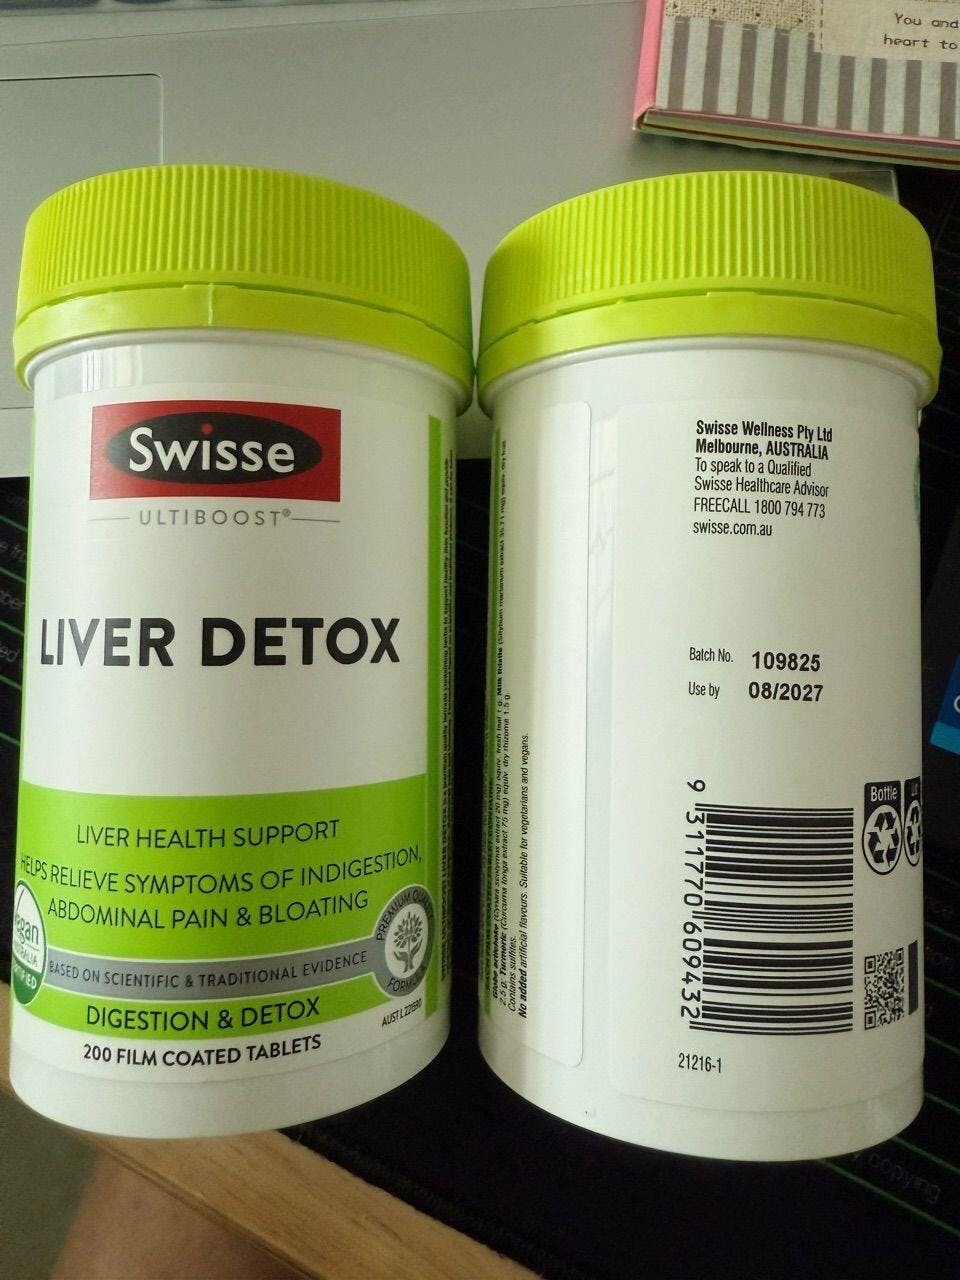 You and
heart to
Swisse
ULTIBOOST®
LIVER DETOX
LIVER HEALTH SUPPORT
HELPS RELIEVE SYMPTOMS OF INDIGESTION,
ABDOMINAL PAIN & BLOATING
BASED ON SCIENTIFIC & TRADITIONAL EVIDENCE
PREMIUM
DIGESTION & DETOX
200 FILM COATED TABLETS
AUST L
Swisse Wellness Pty Ltd
Melbourne, AUSTRALIA
To speak to a Qualified
Swisse Healthcare Advisor
FREECALL 1800 794 773
swisse.com.au
Batch No. 109825
Use by 08/2027
9 311770 609432
21216-1
Bottle
Contains sulfites.
No added artificial flavours. Suitable for vegetarians and vegans.
copying